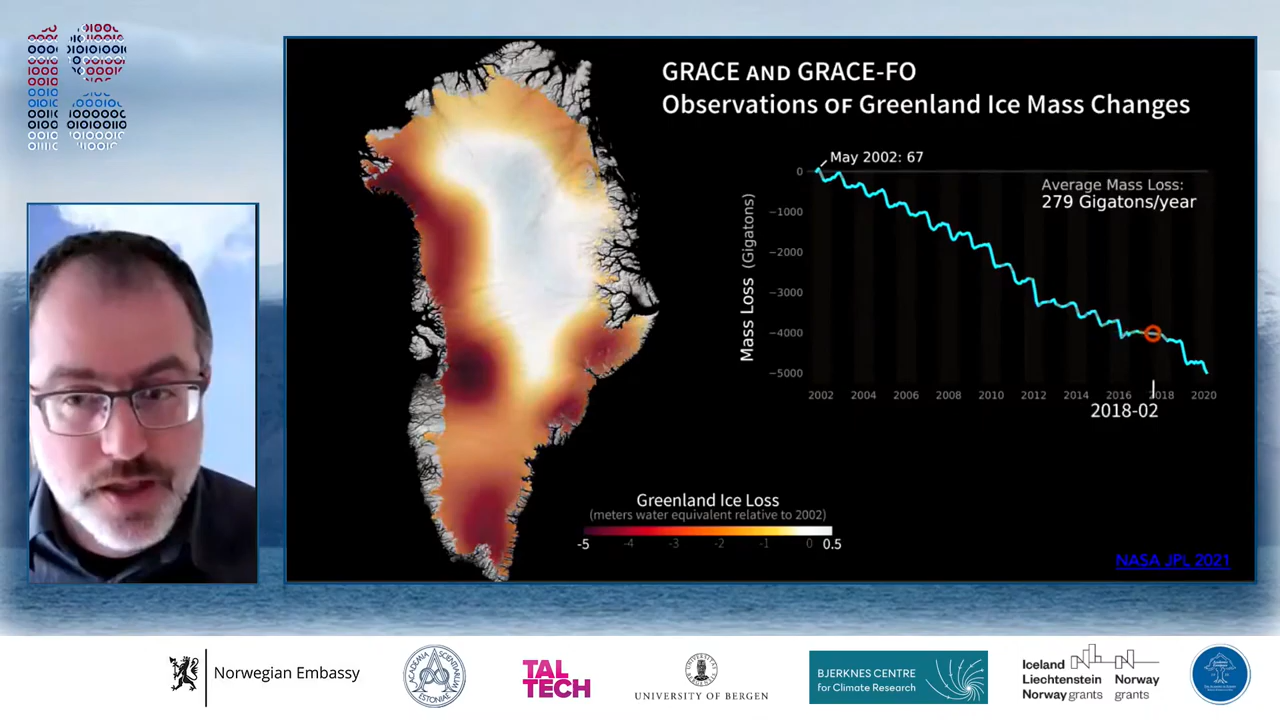 GRACE AND GRACE-FO
Observations OF Greenland Ice Mass Changes
May 2002: 67
Average Mass Loss:
279 Gigatons/year
Mass Loss (Gigatons)
0
-1000
-2000
-3000
-4000
-5000
2002 2004 2006 2008 2010 2012 2014 2016 2018 2020
2018-02
Greenland Ice Loss
(meters water equivalent relative to 2002)
-5 -4 -3 -2 -1 0 0.5
NASA JPL 2021
Norwegian Embassy
ACADEMIA SCIENTIARUM ESTONIAE
TAL
TECH
UNIVERSITY OF BERGEN
BJERKNES CENTRE
for Climate Research
Iceland
Liechtenstein
Norway grants
Norway
grants